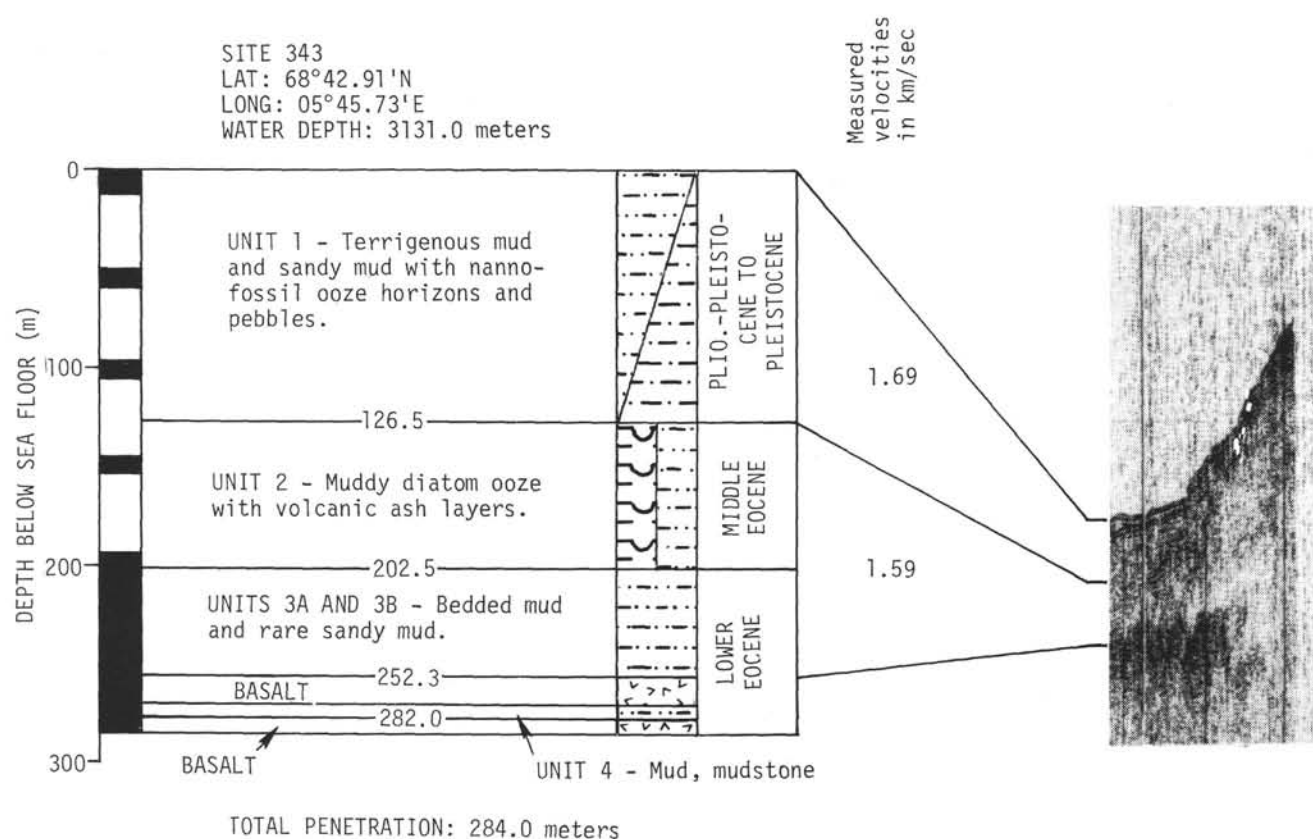 SITE 343
LAT: 68°42.91'N
LONG: 05°45.73'E
WATER DEPTH: 3131.0 meters
Measured
velocities
in km/sec
DEPTH BELOW SEA FLOOR (m)
0
100
200
300
UNIT 1 - Terrigenous mud
and sandy mud with nanno-
fossil ooze horizons and
pebbles.
PLIO.-PLEISTO-
CENE TO
PLEISTOCENE
1.69
126.5
UNIT 2 - Muddy diatom ooze
with volcanic ash layers.
MIDDLE
EOCENE
1.59
202.5
UNITS 3A AND 3B - Bedded mud
and rare sandy mud.
LOWER
EOCENE
252.3
BASALT
282.0
BASALT
UNIT 4 - Mud, mudstone
TOTAL PENETRATION: 284.0 meters